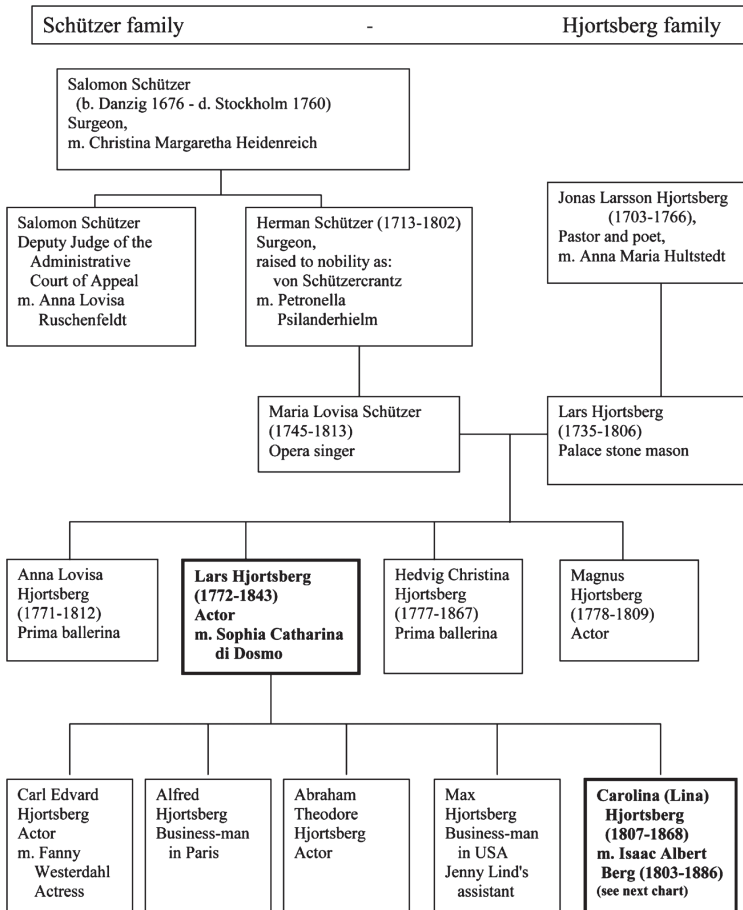 Schützer family - Hjortsberg family
Salomon Schützer
(b. Danzig 1676 - d. Stockholm 1760)
Surgeon,
m. Christina Margaretha Heidenreich
Salomon Schützer
Deputy Judge of the
Administrative
Court of Appeal
m. Anna Lovisa
Ruschenfeldt
Herman Schützer (1713-1802)
Surgeon,
raised to nobility as:
von Schützercrantz
m. Petronella
Psilanderhielm
Jonas Larsson Hjortsberg
(1703-1766),
Pastor and poet,
m. Anna Maria Hultstedt
Maria Lovisa Schützer
(1745-1813)
Opera singer
Lars Hjortsberg
(1735-1806)
Palace stone mason
Anna Lovisa
Hjortsberg
(1771-1812)
Prima ballerina
Lars Hjortsberg
(1772-1843)
Actor
m. Sophia Catharina
di Dosmo
Hedvig Christina
Hjortsberg
(1777-1867)
Prima ballerina
Magnus
Hjortsberg
(1778-1809)
Actor
Carl Edvard
Hjortsberg
Actor
m. Fanny
Westerdahl
Actress
Alfred
Hjortsberg
Business-man
in Paris
Abraham
Theodore
Hjortsberg
Actor
Max
Hjortsberg
Business-man
in USA
Jenny Lind's
assistant
Carolina (Lina)
Hjortsberg
(1807-1868)
m. Isaac Albert
Berg (1803-1886)
(see next chart)